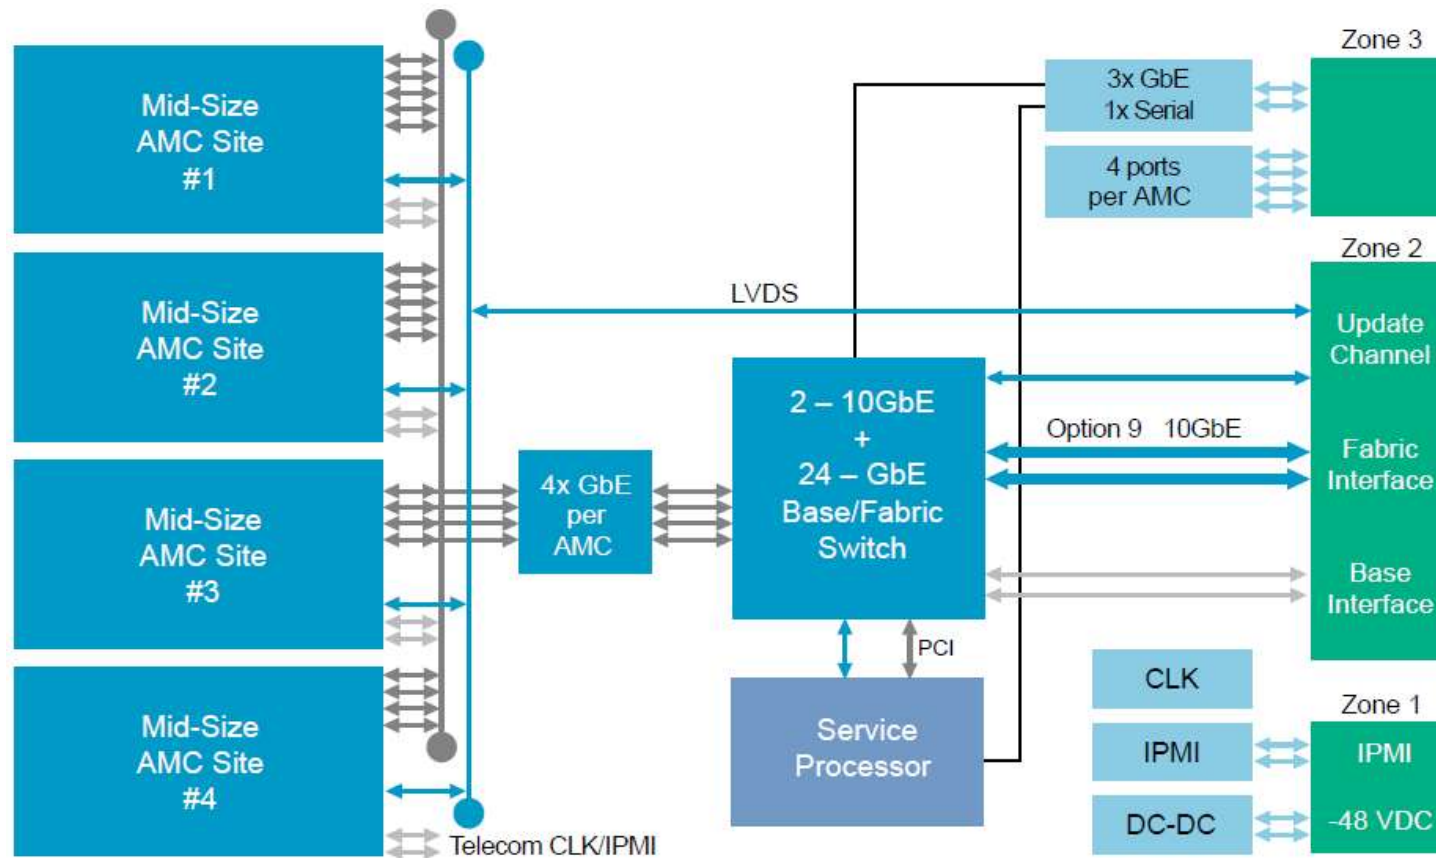 Mid-Size
AMC Site
#1
Mid-Size
AMC Site
#2
Mid-Size
AMC Site
#3
Mid-Size
AMC Site
#4
Telecom CLK/IPMI
4x GbE
per
AMC
LVDS
2 – 10GbE
+
24 – GbE
Base/Fabric
Switch
PCI
Service
Processor
3x GbE
1x Serial
4 ports
per AMC
Option 9 10GbE
CLK
IPMI
DC-DC
Zone 3
Zone 2
Update
Channel
Fabric
Interface
Base
Interface
Zone 1
IPMI
-48 VDC